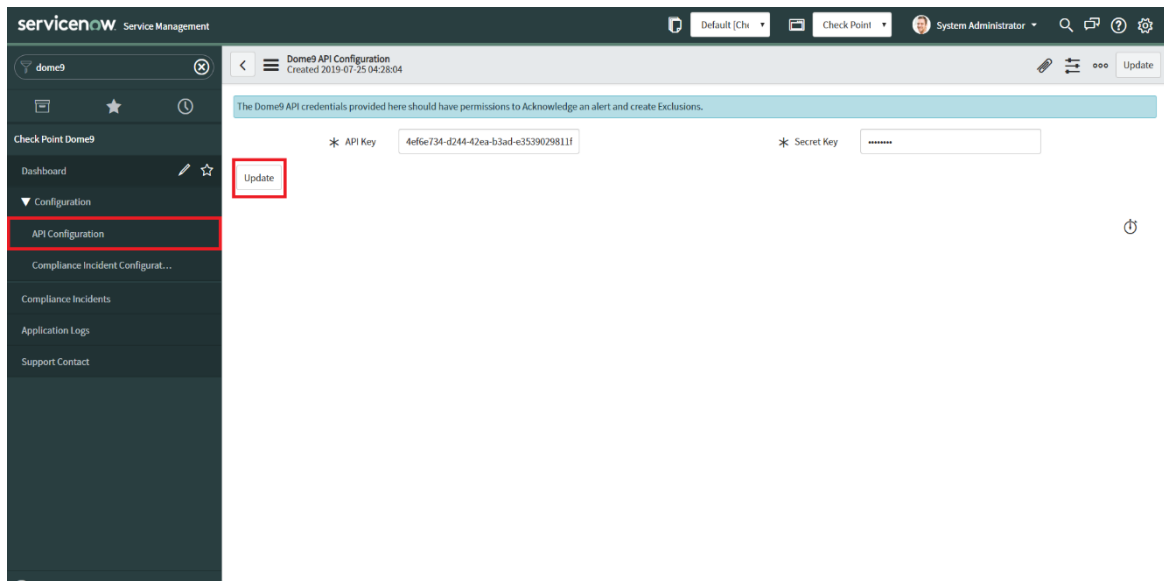 servicenow Service Management
Default [Che
Check Point
System Administrator
dome9
Dome9 API Configuration
Created 2019-07-25 04:28:04
Update
The Dome9 API credentials provided here should have permissions to Acknowledge an alert and create Exclusions.
Check Point Dome9
API Key 4ef6e734-d244-42ea-b3ad-e3539029811f
Secret Key ••••••••
Dashboard
Update
Configuration
API Configuration
Compliance Incident Configurat...
Compliance Incidents
Application Logs
Support Contact